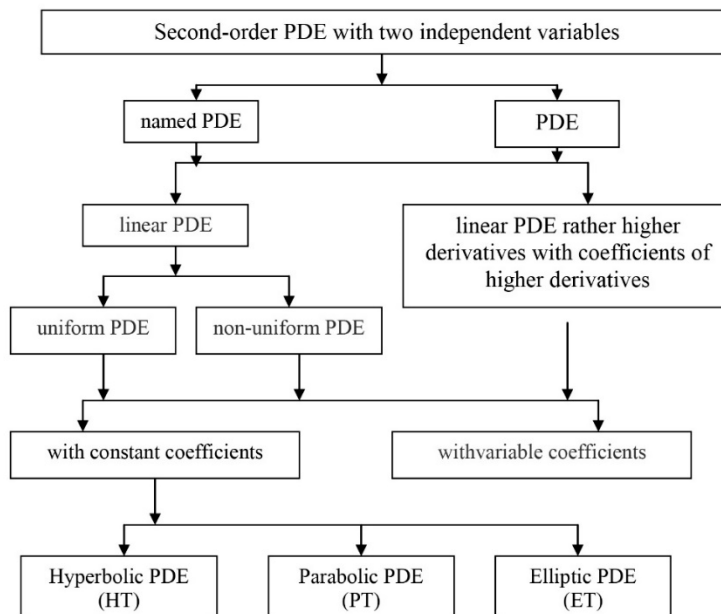 Second-order PDE with two independent variables
named PDE
PDE
linear PDE
linear PDE rather higher
derivatives with coefficients of
higher derivatives
uniform PDE
non-uniform PDE
with constant coefficients
withvariable coefficients
Hyperbolic PDE
(HT)
Parabolic PDE
(PT)
Elliptic PDE
(ET)